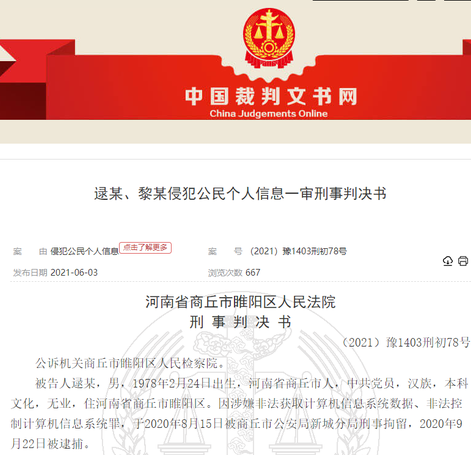 中国裁判文书网
China Judgements Online
逯某、黎某侵犯公民个人信息一审刑事判决书
案 由 侵犯公民个人信息 点击了解更多 案 号 （2021）豫1403刑初78号
发布日期 2021-06-03 浏览次数 667
河南省商丘市睢阳区人民法院
刑 事 判 决 书
（2021）豫1403刑初78号
公诉机关商丘市睢阳区人民检察院。
被告人逯某，男，1978年2月24日出生，河南省商丘市人，中共党员，汉族，本科
文化，无业，住河南省商丘市睢阳区。因涉嫌非法获取计算机信息系统数据、非法控
制计算机信息系统罪，于2020年8月15日被商丘市公安局新城分局刑事拘留，2020年9
月22日被逮捕。